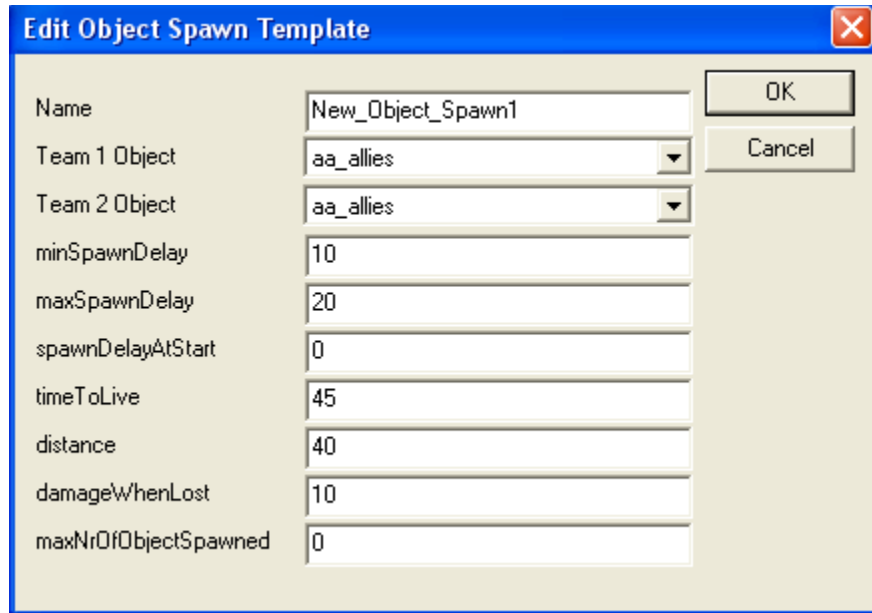 Edit Object Spawn Template
Name New_Object_Spawn1 OK
Team 1 Object aa_allies Cancel
Team 2 Object aa_allies
minSpawnDelay 10
maxSpawnDelay 20
spawnDelayAtStart 0
timeToLive 45
distance 40
damageWhenLost 10
maxNrOfObjectSpawned 0